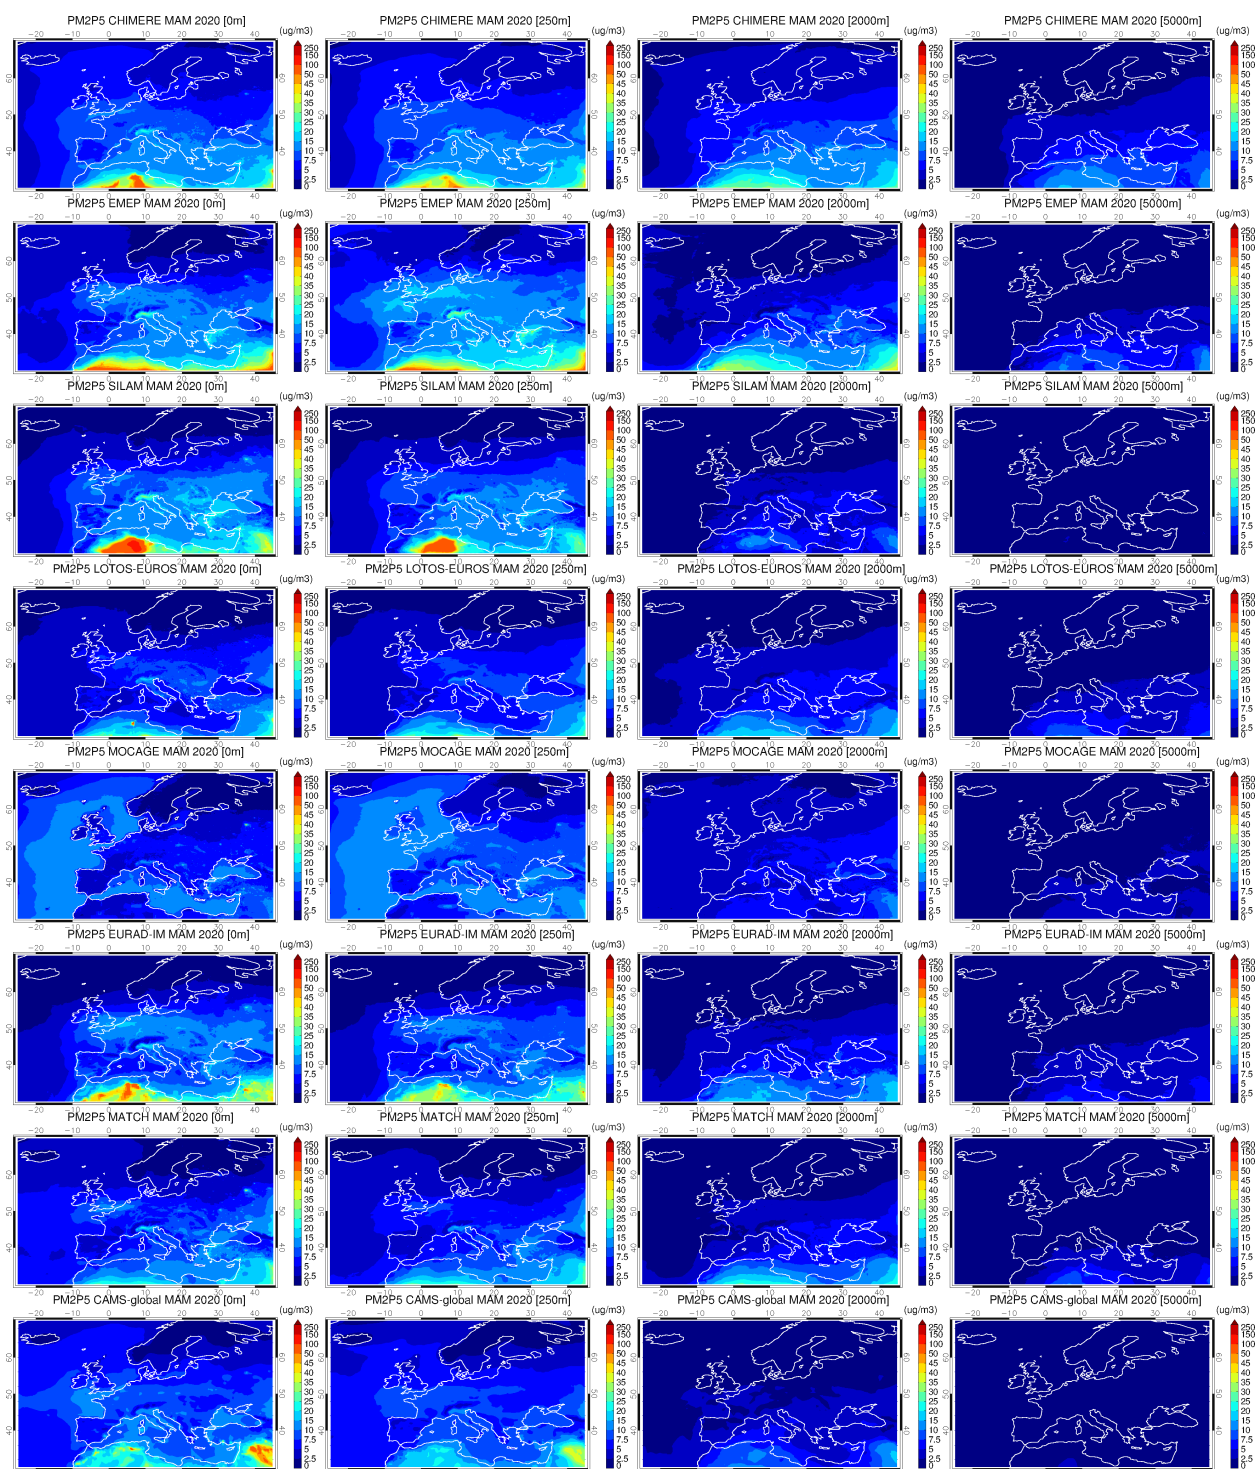 PM2P5 CHIMERE MAM 2020 [0m]
PM2P5 CHIMERE MAM 2020 [250m]
PM2P5 CHIMERE MAM 2020 [2000m]
PM2P5 CHIMERE MAM 2020 [5000m]
PM2P5 EMEP MAM 2020 [0m]
PM2P5 EMEP MAM 2020 [250m]
PM2P5 EMEP MAM 2020 [2000m]
PM2P5 EMEP MAM 2020 [5000m]
PM2P5 SILAM MAM 2020 [0m]
PM2P5 SILAM MAM 2020 [250m]
PM2P5 SILAM MAM 2020 [2000m]
PM2P5 SILAM MAM 2020 [5000m]
PM2P5 LOTOS-EUROS MAM 2020 [0m]
PM2P5 LOTOS-EUROS MAM 2020 [250m]
PM2P5 LOTOS-EUROS MAM 2020 [2000m]
PM2P5 LOTOS-EUROS MAM 2020 [5000m]
PM2P5 MOCAGE MAM 2020 [0m]
PM2P5 MOCAGE MAM 2020 [250m]
PM2P5 MOCAGE MAM 2020 [2000m]
PM2P5 MOCAGE MAM 2020 [5000m]
PM2P5 EURAD-IM MAM 2020 [0m]
PM2P5 EURAD-IM MAM 2020 [250m]
PM2P5 EURAD-IM MAM 2020 [2000m]
PM2P5 EURAD-IM MAM 2020 [5000m]
PM2P5 MATCH MAM 2020 [0m]
PM2P5 MATCH MAM 2020 [250m]
PM2P5 MATCH MAM 2020 [2000m]
PM2P5 MATCH MAM 2020 [5000m]
PM2P5 CAMS-global MAM 2020 [0m]
PM2P5 CAMS-global MAM 2020 [250m]
PM2P5 CAMS-global MAM 2020 [2000m]
PM2P5 CAMS-global MAM 2020 [5000m]
(ug/m3)
250
150
100
50
45
40
35
30
25
20
15
10
7.5
5
2.5
0
−20 −10 0 10 20 30 40
60
50
40